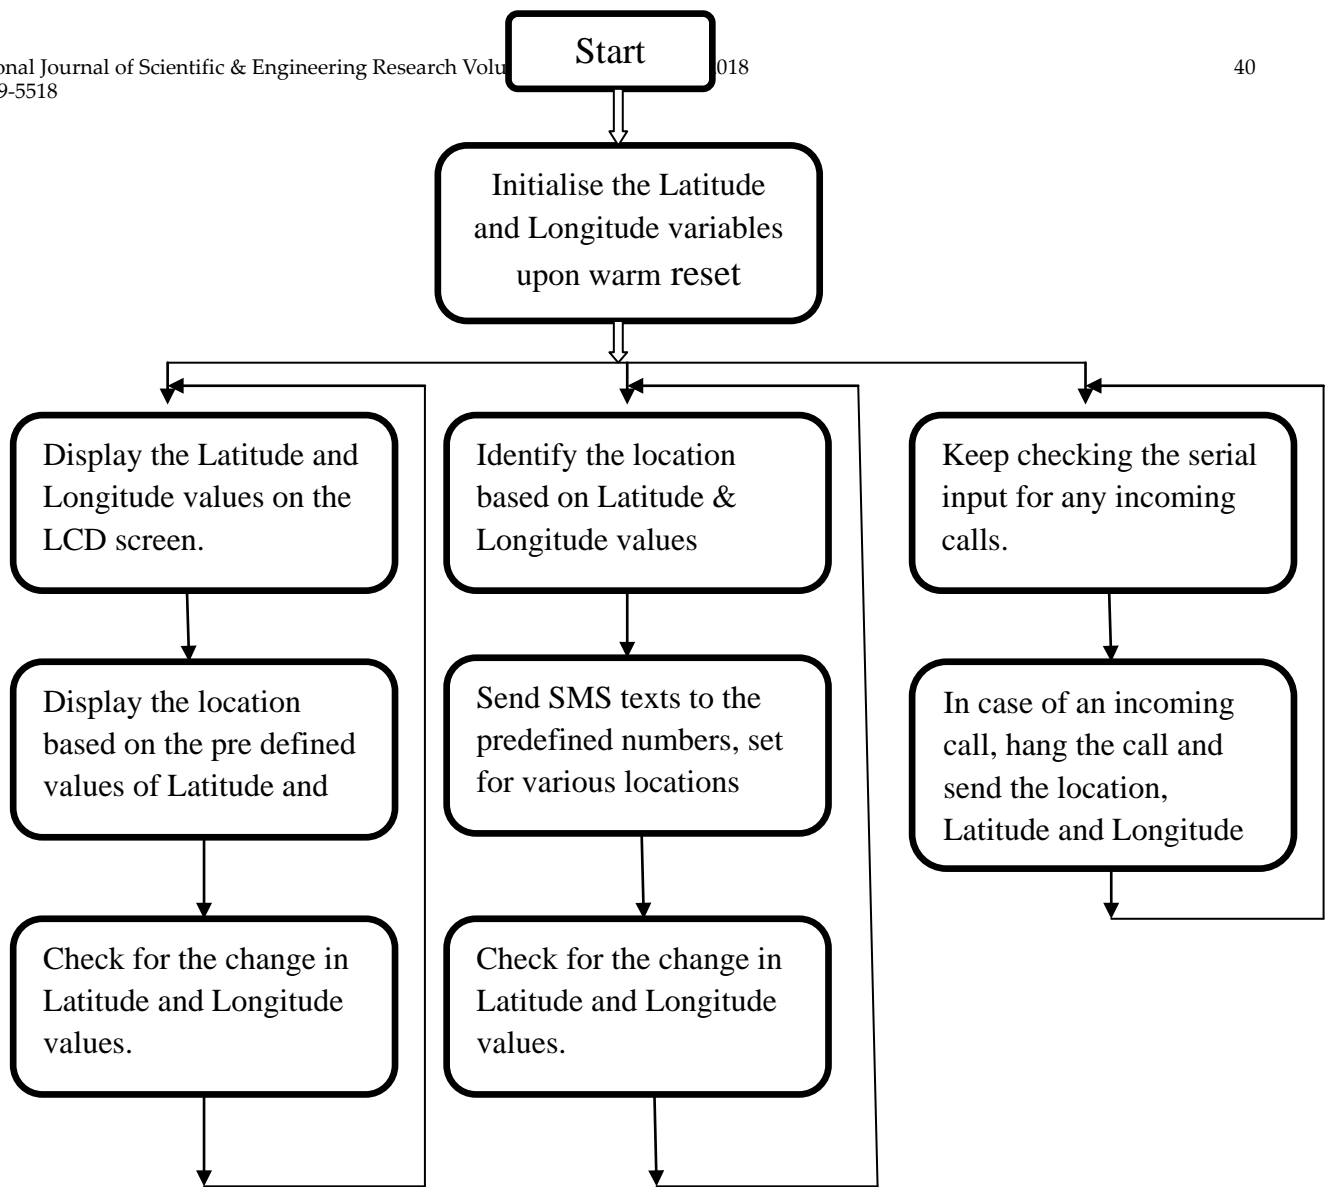 Start
onal Journal of Scientific & Engineering Research Volu 018 40
9-5518
Initialise the Latitude
and Longitude variables
upon warm reset
Display the Latitude and
Longitude values on the
LCD screen.
Display the location
based on the pre defined
values of Latitude and
Check for the change in
Latitude and Longitude
values.
Identify the location
based on Latitude &
Longitude values
Send SMS texts to the
predefined numbers, set
for various locations
Check for the change in
Latitude and Longitude
values.
Keep checking the serial
input for any incoming
calls.
In case of an incoming
call, hang the call and
send the location,
Latitude and Longitude